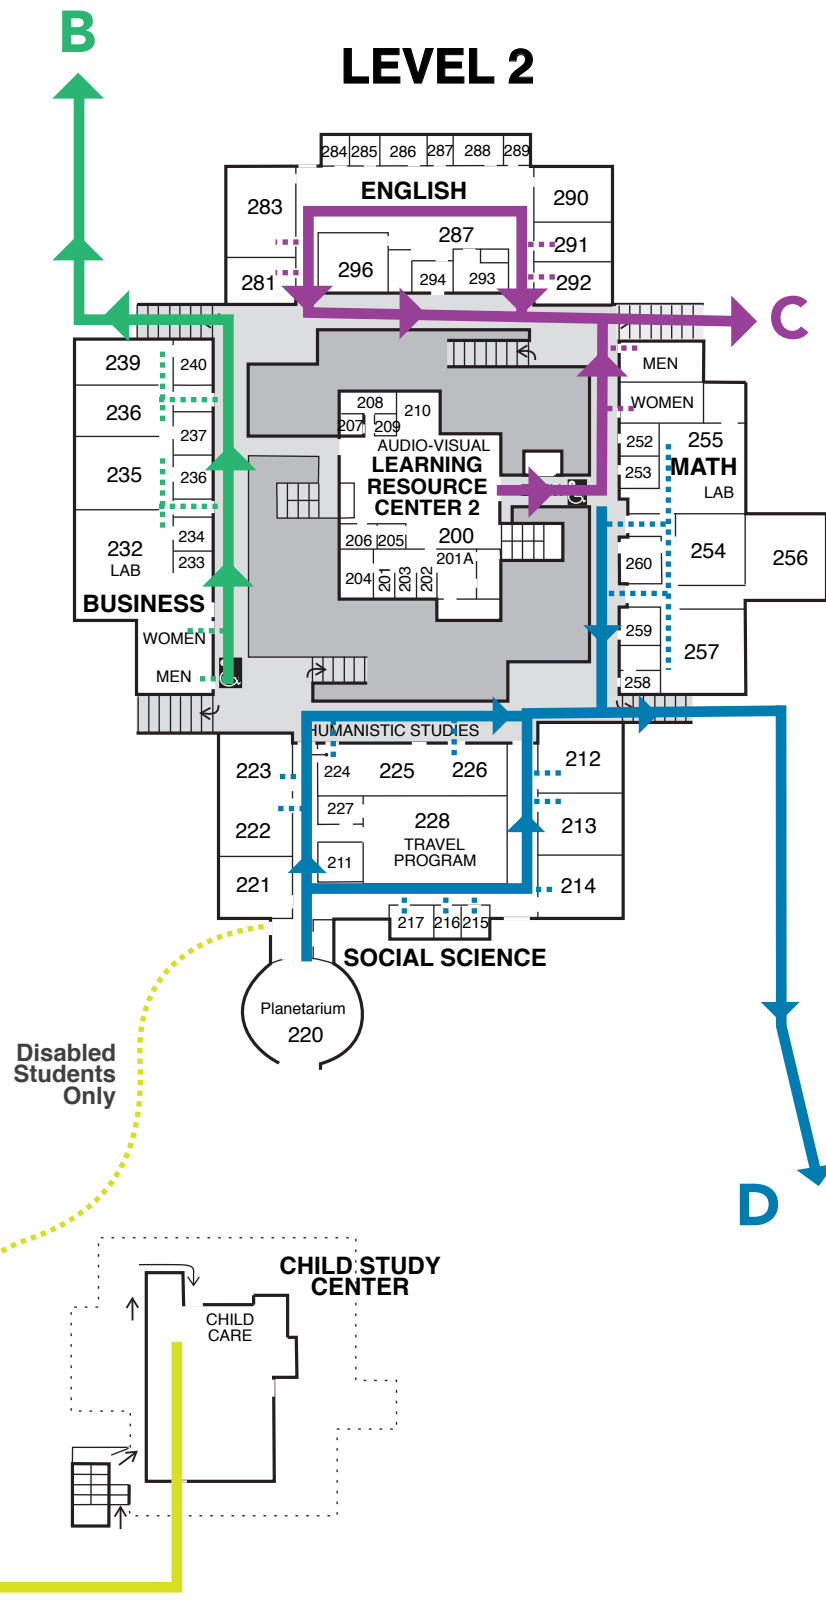 B
LEVEL 2
284 285 286 287 288 289
ENGLISH
283
290
287
291
296
294
293
281
292
C
239
240
MEN
236
208
210
WOMEN
207
209
237
AUDIO-VISUAL
252
255
LEARNING
RESOURCE
CENTER 2
MATH
235
236
253
LAB
200
206 205
234
232
LAB
233
201A
204
201
203
202
260
254
256
BUSINESS
WOMEN
259
257
MEN
258
HUMANISTIC STUDIES
223
224
225
226
212
227
222
228
TRAVEL
PROGRAM
213
211
221
214
217 216 215
SOCIAL SCIENCE
Planetarium
220
Disabled
Students
Only
D
CHILD STUDY
CENTER
CHILD
CARE